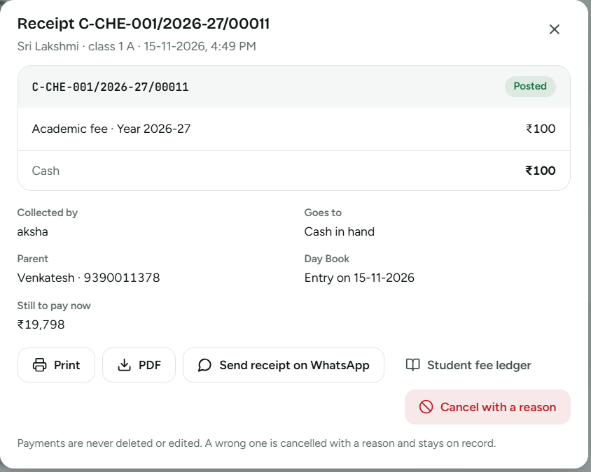 Receipt C-CHE-001/2026-27/00011
Sri Lakshmi · class 1 A · 15-11-2026, 4:49 PM
C-CHE-001/2026-27/00011
Posted
Academic fee · Year 2026-27
₹100
Cash
₹100
Collected by
aksha
Goes to
Cash in hand
Parent
Venkatesh · 9390011378
Day Book
Entry on 15-11-2026
Still to pay now
₹19,798
Print
PDF
Send receipt on WhatsApp
Student fee ledger
Cancel with a reason
Payments are never deleted or edited. A wrong one is cancelled with a reason and stays on record.